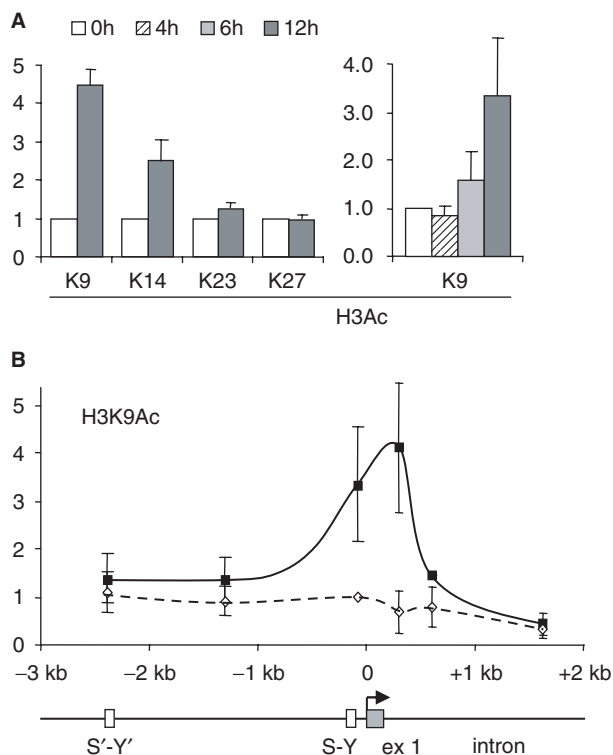 A
0h 4h 6h 12h
5
4
3
2
1
0
K9 K14 K23 K27
4.0
3.0
2.0
1.0
0.0
K9
H3Ac
B
H3K9Ac
5
4
3
2
1
0
–3 kb –2 kb –1 kb 0 +1 kb +2 kb
S′-Y′ S-Y ex 1 intron